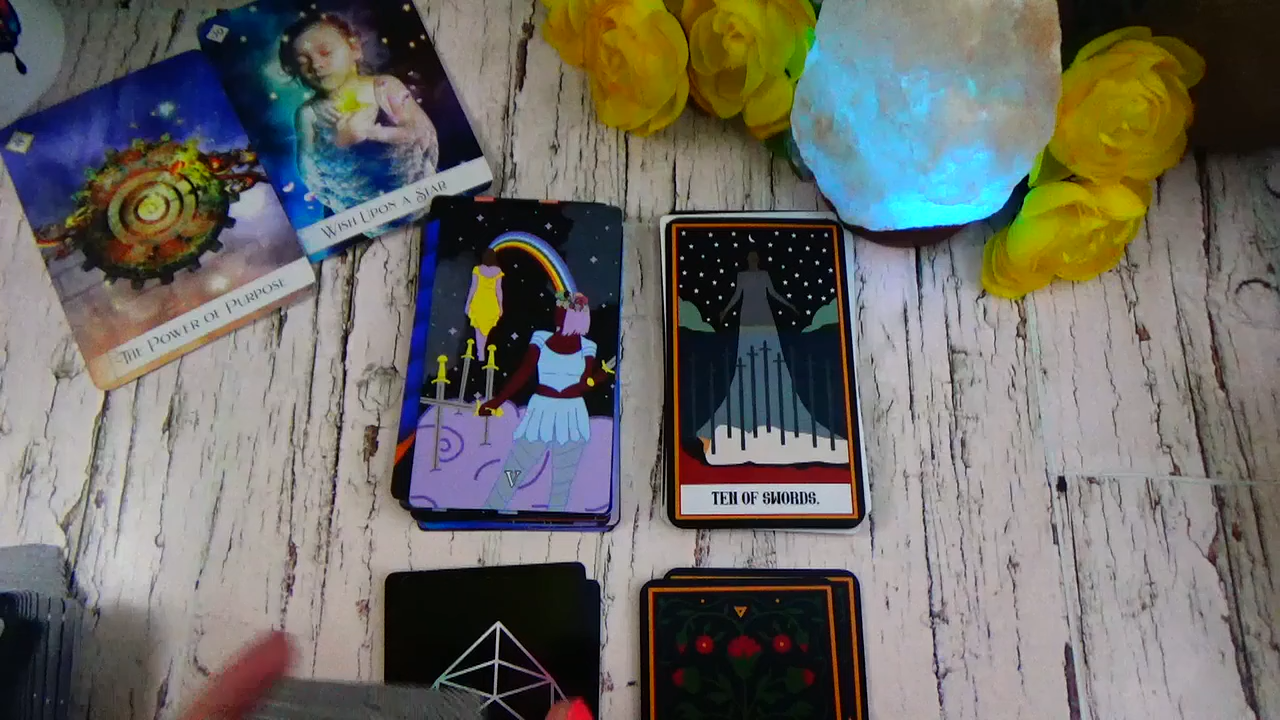 WISH UPON A STAR
THE POWER OF PURPOSE
V
TEN OF SWORDS.